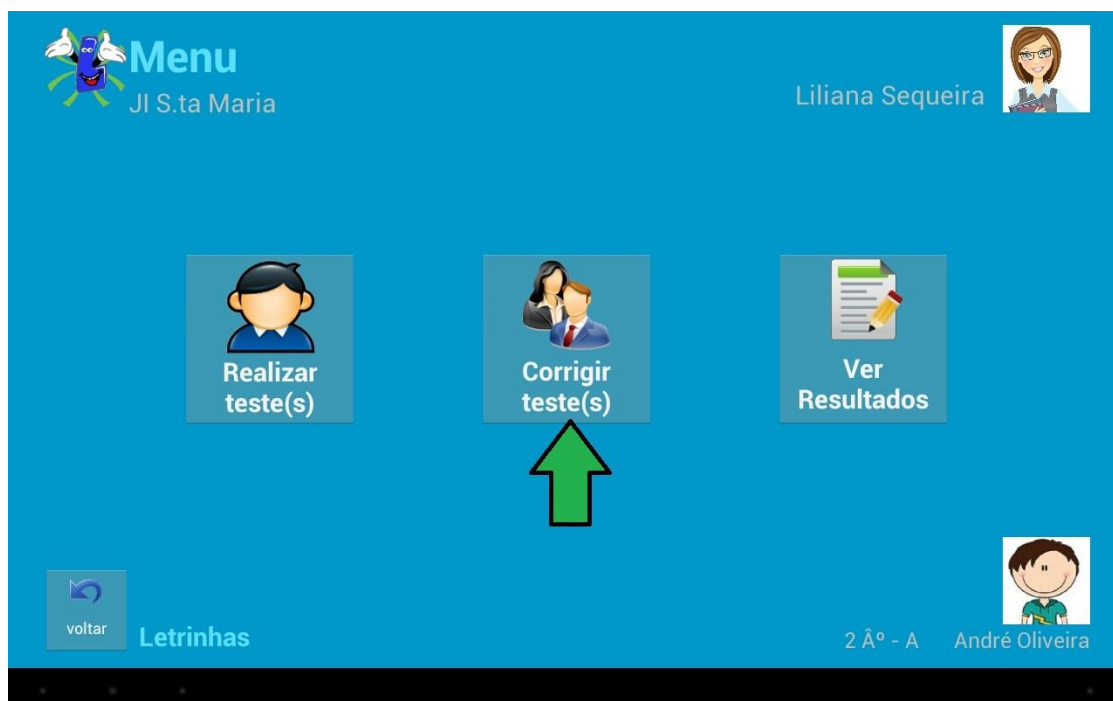 Menu
JI S.ta Maria
Liliana Sequeira
Realizar
teste(s)
Corrigir
teste(s)
Ver
Resultados
voltar
Letrinhas
2 Âº - A
André Oliveira